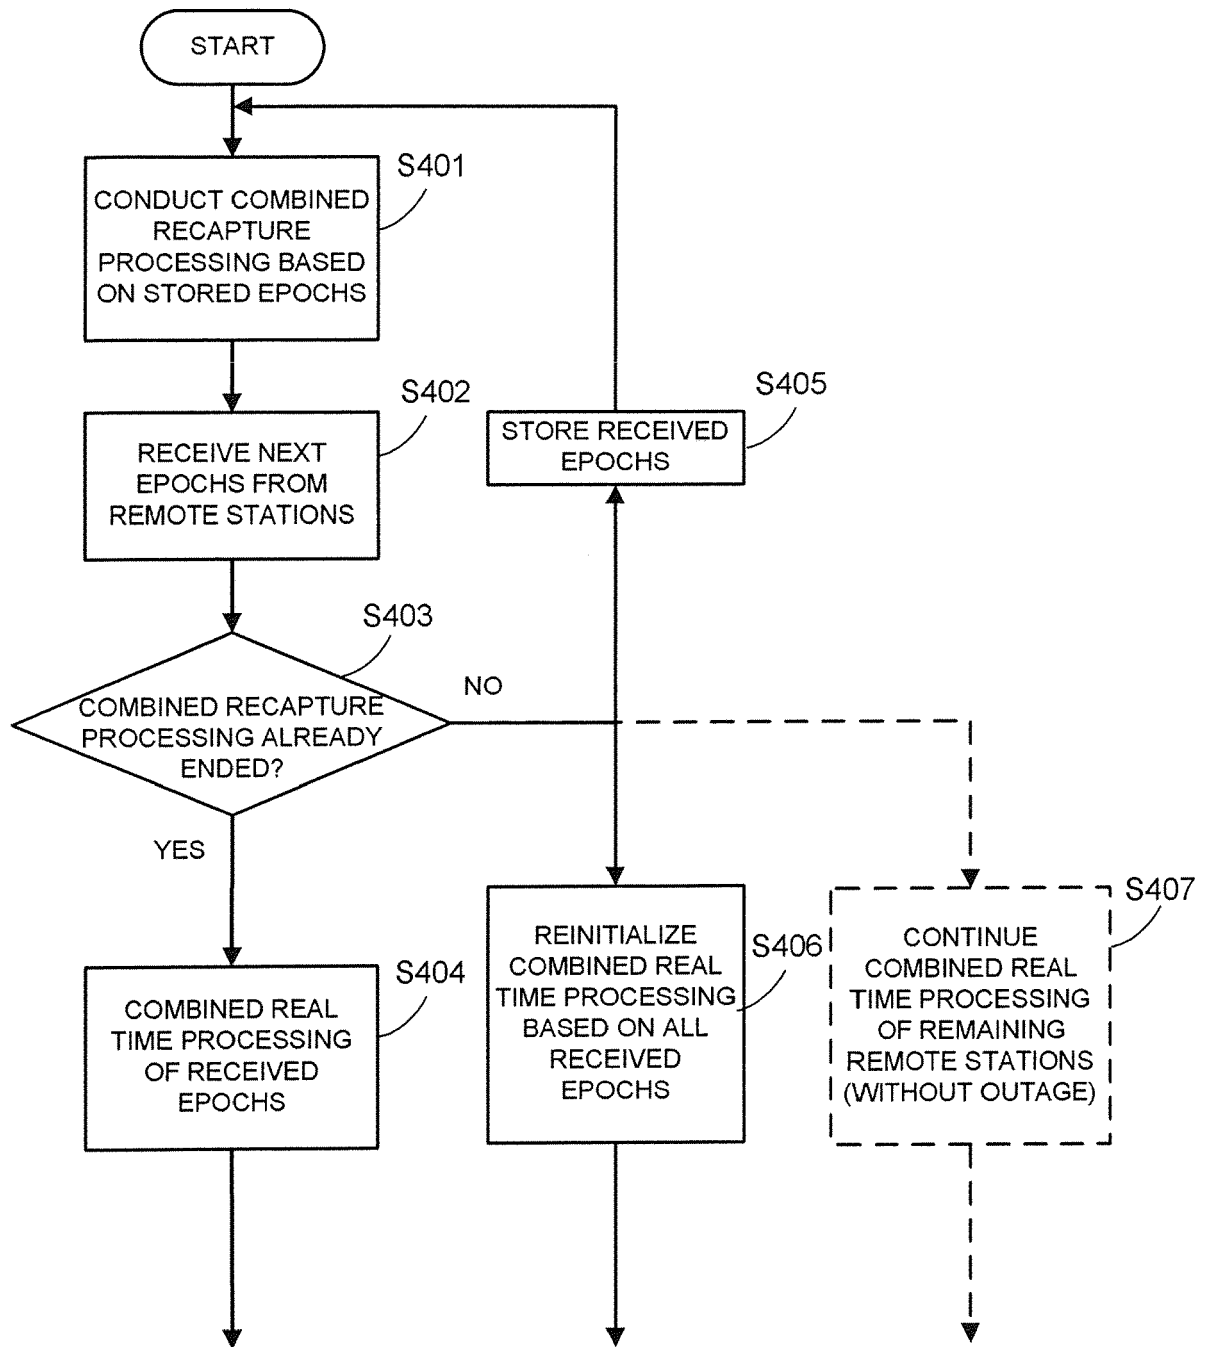 START
S401
CONDUCT COMBINED
RECAPTURE
PROCESSING BASED
ON STORED EPOCHS
S402
RECEIVE NEXT
EPOCHS FROM
REMOTE STATIONS
S405
STORE RECEIVED
EPOCHS
S403
COMBINED RECAPTURE
PROCESSING ALREADY
ENDED?
NO
YES
S404
COMBINED REAL
TIME PROCESSING
OF RECEIVED
EPOCHS
S406
REINITIALIZE
COMBINED REAL
TIME PROCESSING
BASED ON ALL
RECEIVED
EPOCHS
S407
CONTINUE
COMBINED REAL
TIME PROCESSING
OF REMAINING
REMOTE STATIONS
(WITHOUT OUTAGE)